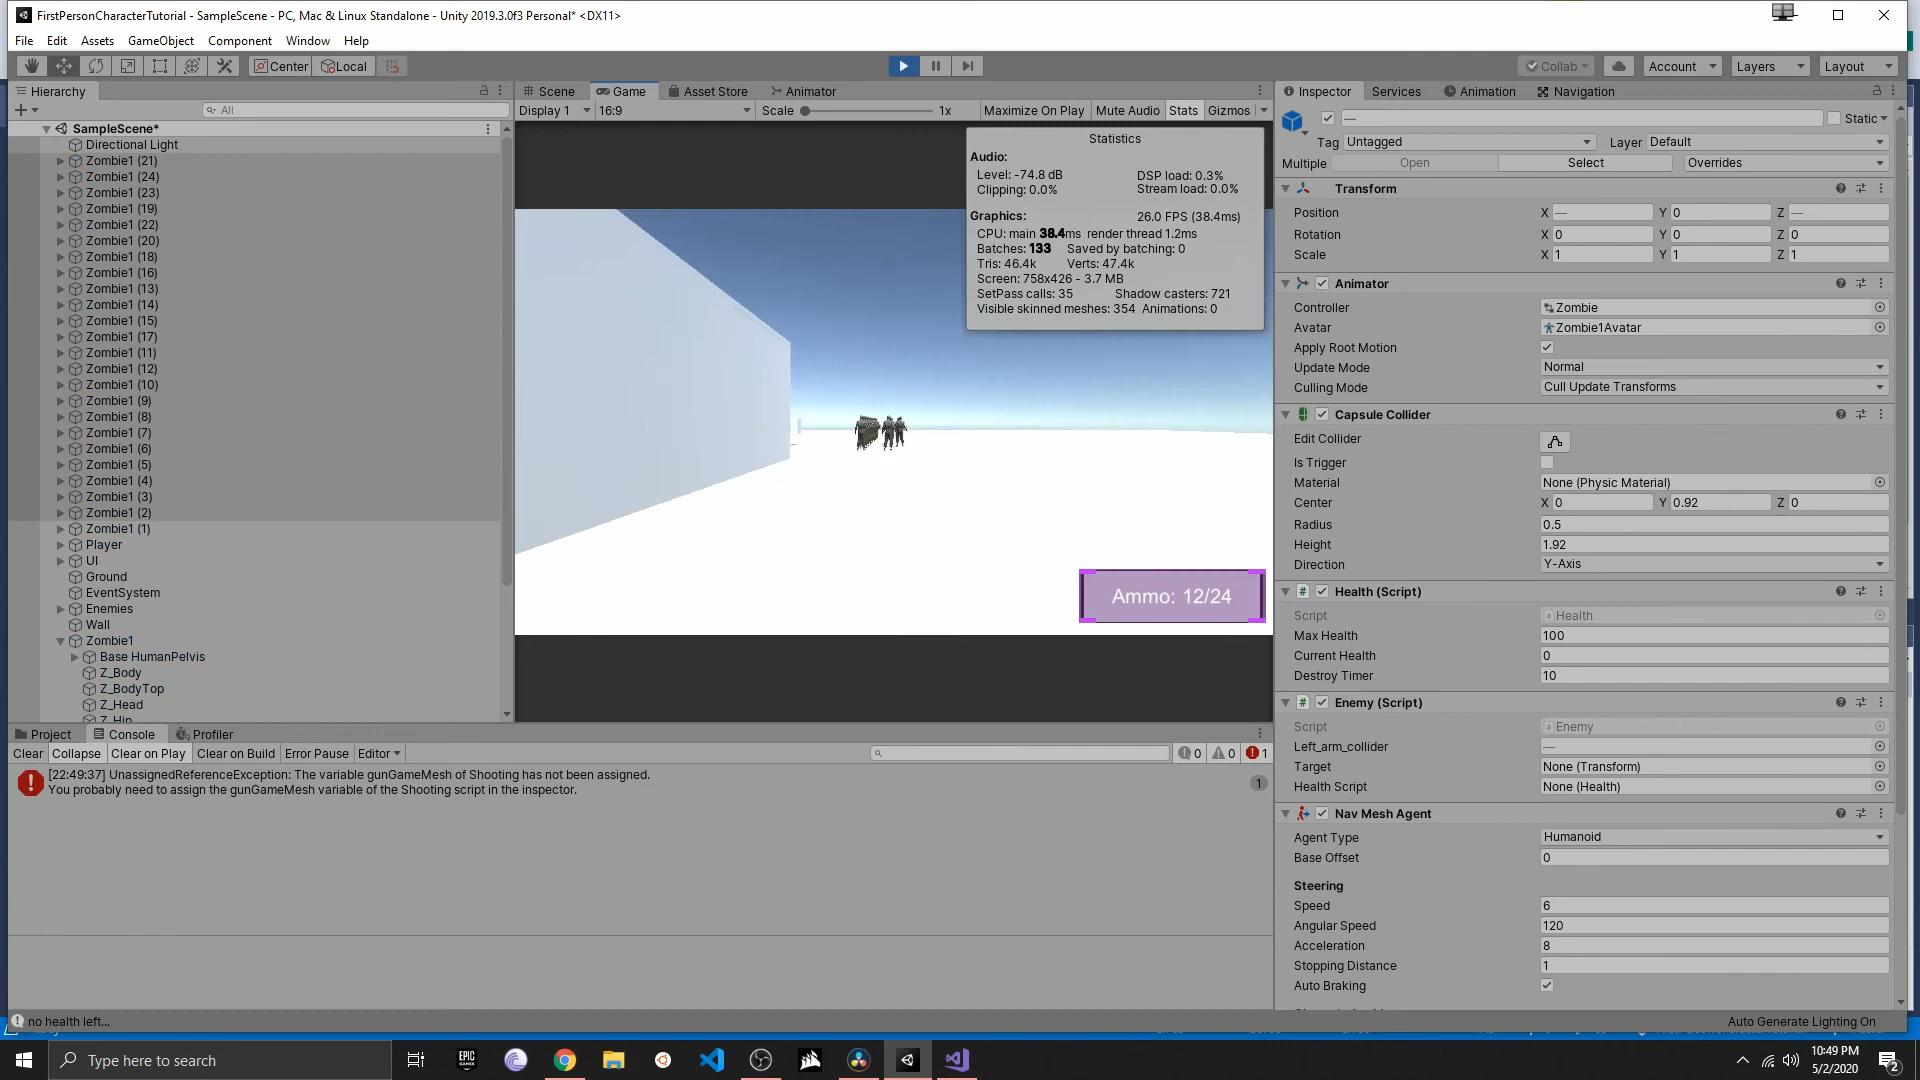 FirstPersonCharacterTutorial - SampleScene - PC, Mac & Linux Standalone - Unity 2019.3.0f3 Personal* <DX11>
File Edit Assets GameObject Component Window Help
Center Local Collab Account Layers Layout
Hierarchy
All
SampleScene*
Directional Light
Zombie1 (21)
Zombie1 (24)
Zombie1 (23)
Zombie1 (19)
Zombie1 (22)
Zombie1 (20)
Zombie1 (18)
Zombie1 (16)
Zombie1 (13)
Zombie1 (14)
Zombie1 (15)
Zombie1 (17)
Zombie1 (11)
Zombie1 (12)
Zombie1 (10)
Zombie1 (9)
Zombie1 (8)
Zombie1 (7)
Zombie1 (6)
Zombie1 (5)
Zombie1 (4)
Zombie1 (3)
Zombie1 (2)
Zombie1 (1)
Player
UI
Ground
EventSystem
Enemies
Wall
Zombie1
Base HumanPelvis
Z_Body
Z_BodyTop
Z_Head
Z_Hip
Scene Game Asset Store Animator
Display 1 16:9 Scale 1x Maximize On Play Mute Audio Stats Gizmos
Statistics
Audio:
Level: -74.8 dB DSP load: 0.3%
Clipping: 0.0% Stream load: 0.0%
Graphics: 26.0 FPS (38.4ms)
CPU: main 38.4ms render thread 1.2ms
Batches: 133 Saved by batching: 0
Tris: 46.4k Verts: 47.4k
Screen: 758x426 - 3.7 MB
SetPass calls: 35 Shadow casters: 721
Visible skinned meshes: 354 Animations: 0
Ammo: 12/24
Inspector Services Animation Navigation
— Static
Tag Untagged Layer Default
Multiple Open Select Overrides
Transform
Position X — Y 0 Z —
Rotation X 0 Y 0 Z 0
Scale X 1 Y 1 Z 1
Animator
Controller Zombie
Avatar Zombie1Avatar
Apply Root Motion
Update Mode Normal
Culling Mode Cull Update Transforms
Capsule Collider
Edit Collider
Is Trigger
Material None (Physic Material)
Center X 0 Y 0.92 Z 0
Radius 0.5
Height 1.92
Direction Y-Axis
# Health (Script)
Script Health
Max Health 100
Current Health 0
Destroy Timer 10
# Enemy (Script)
Script Enemy
Left_arm_collider —
Target None (Transform)
Health Script None (Health)
Nav Mesh Agent
Agent Type Humanoid
Base Offset 0
Steering
Speed 6
Angular Speed 120
Acceleration 8
Stopping Distance 1
Auto Braking
Project Console Profiler
Clear Collapse Clear on Play Clear on Build Error Pause Editor 0 0 1
[22:49:37] UnassignedReferenceException: The variable gunGameMesh of Shooting has not been assigned.
You probably need to assign the gunGameMesh variable of the Shooting script in the inspector.
1
no health left...
Auto Generate Lighting On
Type here to search
EPIC GAMES
10:49 PM
5/2/2020
2